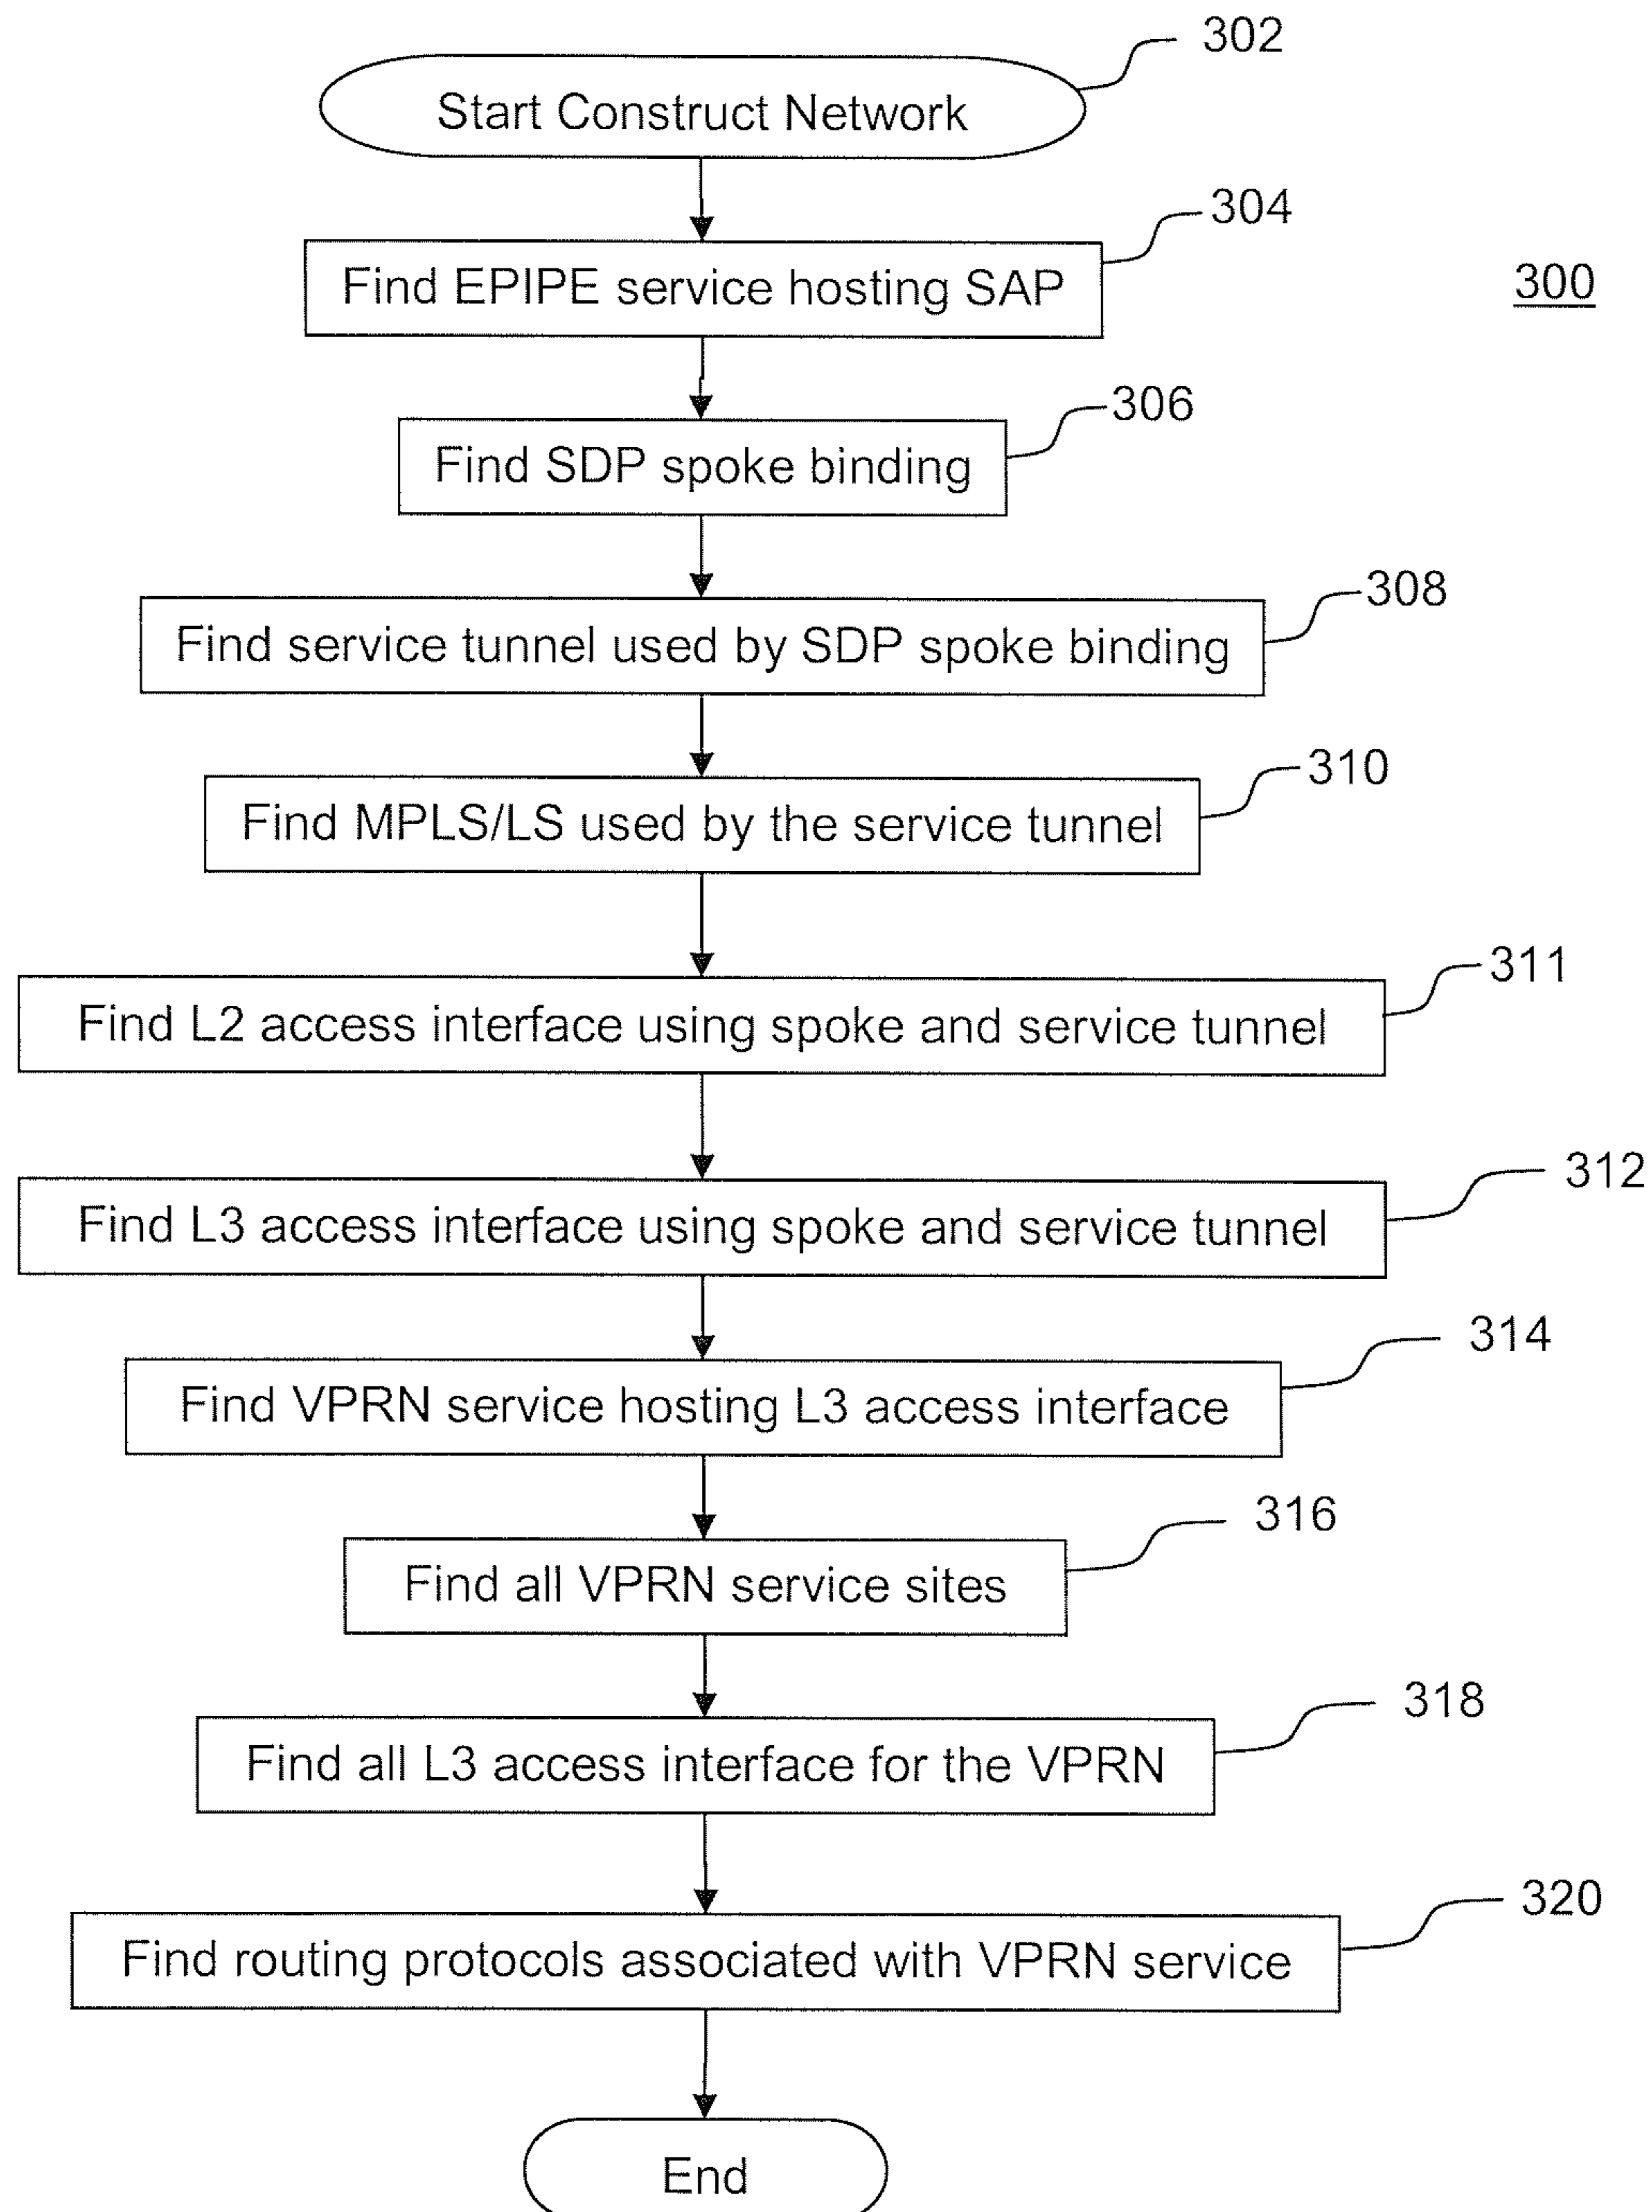 302
Start Construct Network
304
Find EPIPE service hosting SAP
300
306
Find SDP spoke binding
308
Find service tunnel used by SDP spoke binding
310
Find MPLS/LS used by the service tunnel
311
Find L2 access interface using spoke and service tunnel
312
Find L3 access interface using spoke and service tunnel
314
Find VPRN service hosting L3 access interface
316
Find all VPRN service sites
318
Find all L3 access interface for the VPRN
320
Find routing protocols associated with VPRN service
End